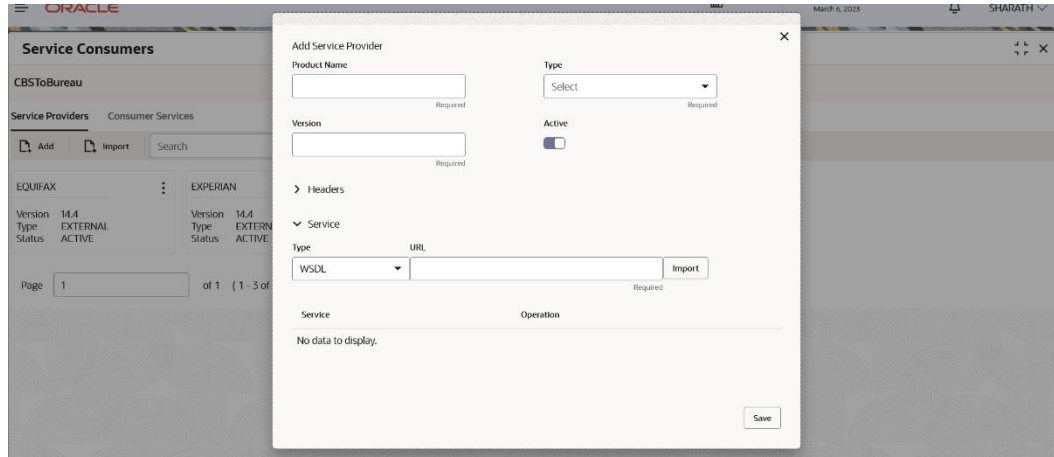 ORACLE
March 6, 2023
SHARATH
Service Consumers
CBSToBureau
Service Providers Consumer Services
Add Import Search
EQUIFAX
Version 14.4
Type EXTERNAL
Status ACTIVE
EXPERIAN
Version 14.4
Type EXTERN
Status ACTIVE
Page 1 of 1 (1 - 3 of
Add Service Provider
Product Name
Required
Type
Select
Required
Version
Required
Active
Headers
Service
Type URL
WSDL Import
Required
Service Operation
No data to display.
Save